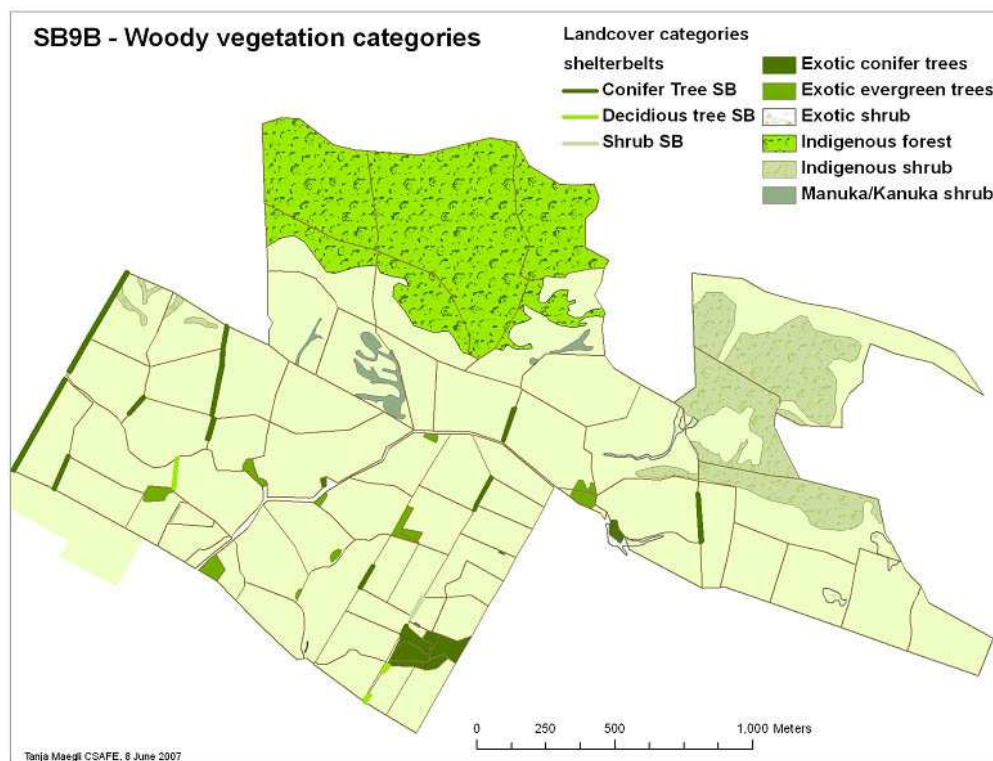 SB9B - Woody vegetation categories
Landcover categories
shelterbelts
Conifer Tree SB
Decidious tree SB
Shrub SB
Exotic conifer trees
Exotic evergreen trees
Exotic shrub
Indigenous forest
Indigenous shrub
Manuka/Kanuka shrub
0 250 500 1,000 Meters
Tanja Maegli CSAFE, 8 June 2007